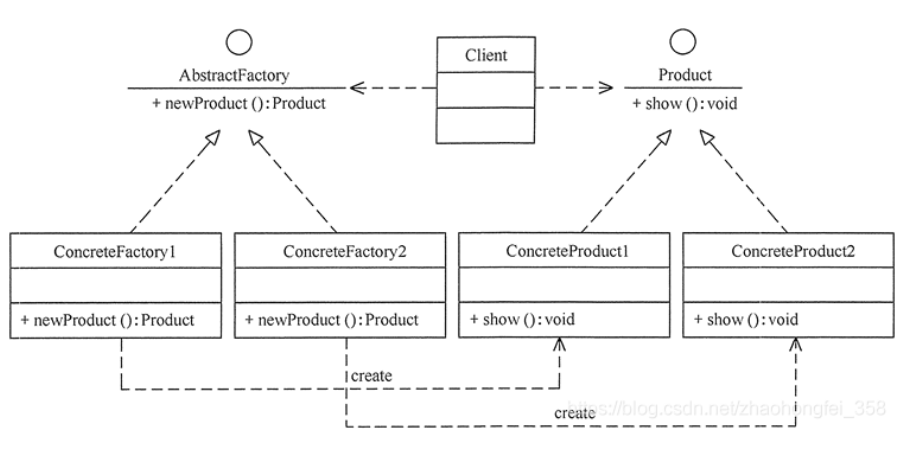 AbstractFactory
+ newProduct (): Product
Client
Product
+ show (): void
ConcreteFactory1
+ newProduct (): Product
ConcreteFactory2
+ newProduct (): Product
ConcreteProduct1
+ show (): void
ConcreteProduct2
+ show (): void
create
create
https://blog.csdn.net/zhaohongfei_358